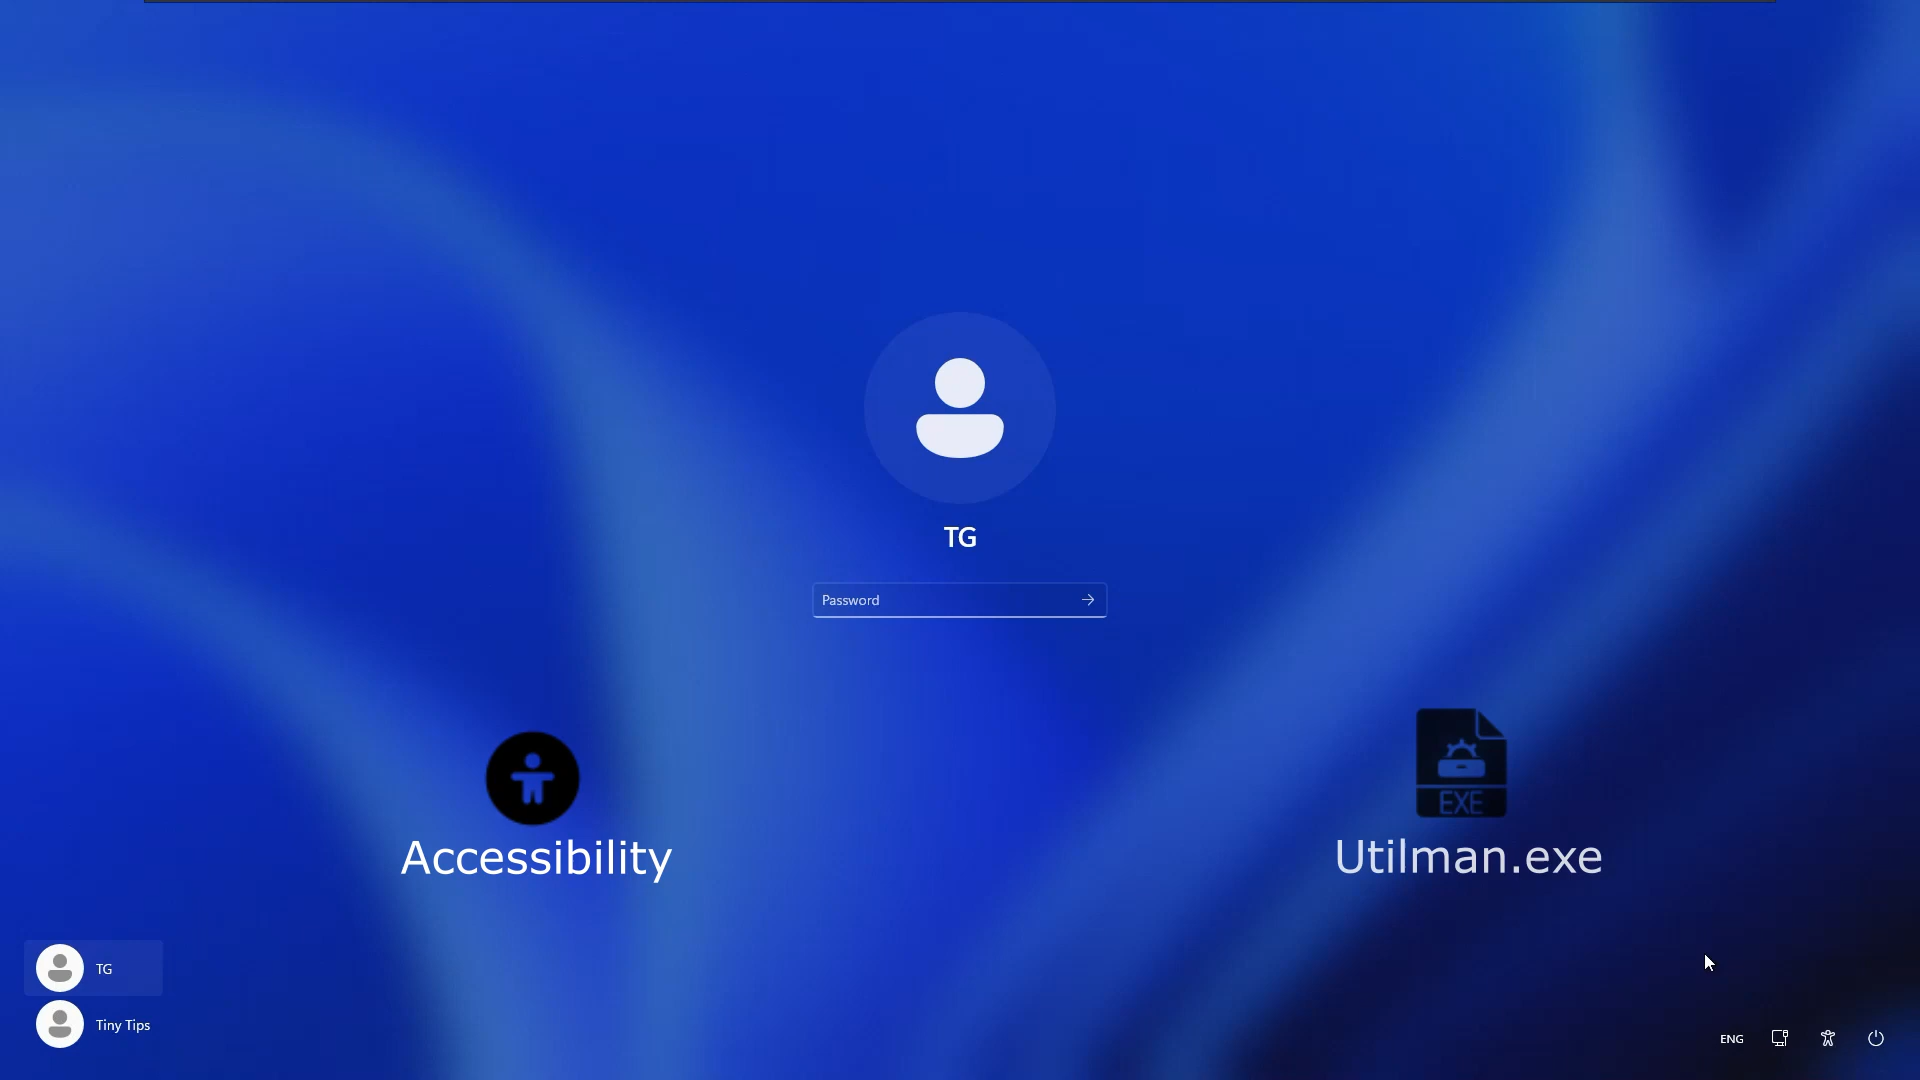 TG
Password
EXE
Accessibility
Utilman.exe
TG
Tiny Tips
ENG